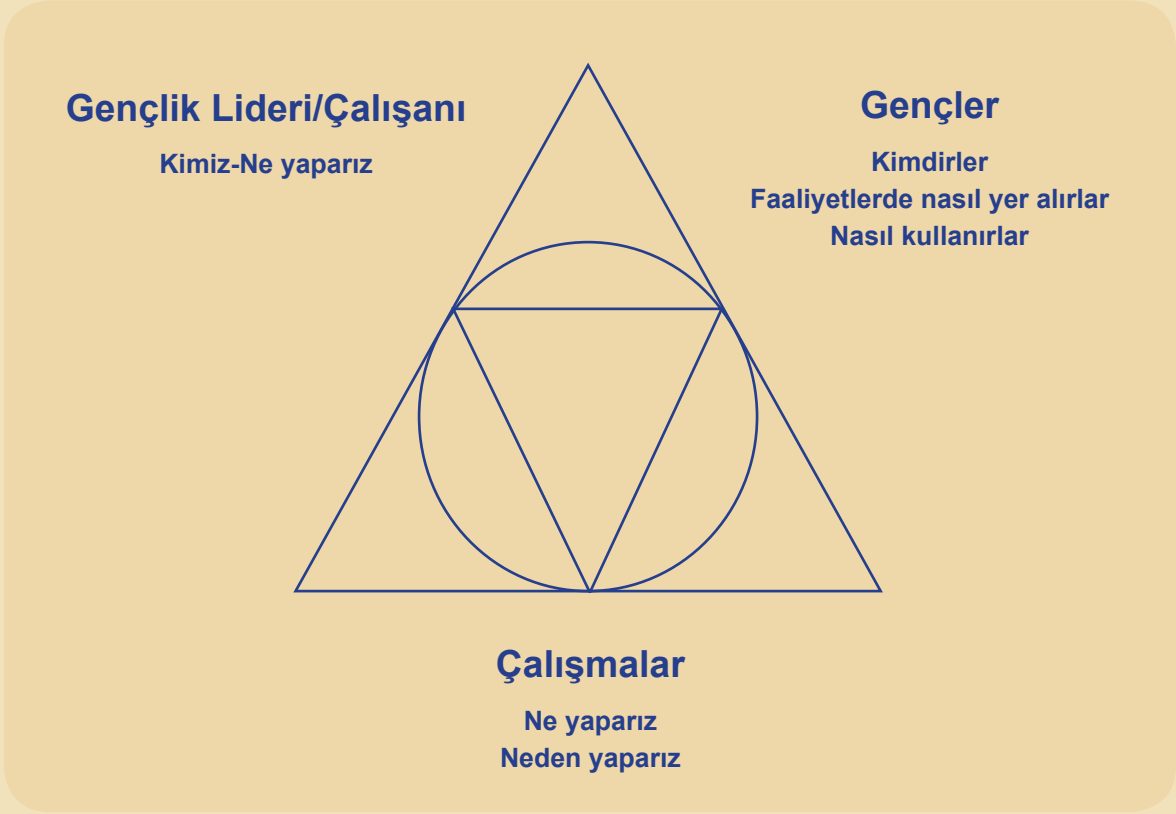 Gençlik Lideri/Çalışanı
Kimiz-Ne yaparız
Gençler
Kimdirler
Faaliyetlerde nasıl yer alırlar
Nasıl kullanırlar
Çalışmalar
Ne yaparız
Neden yaparız